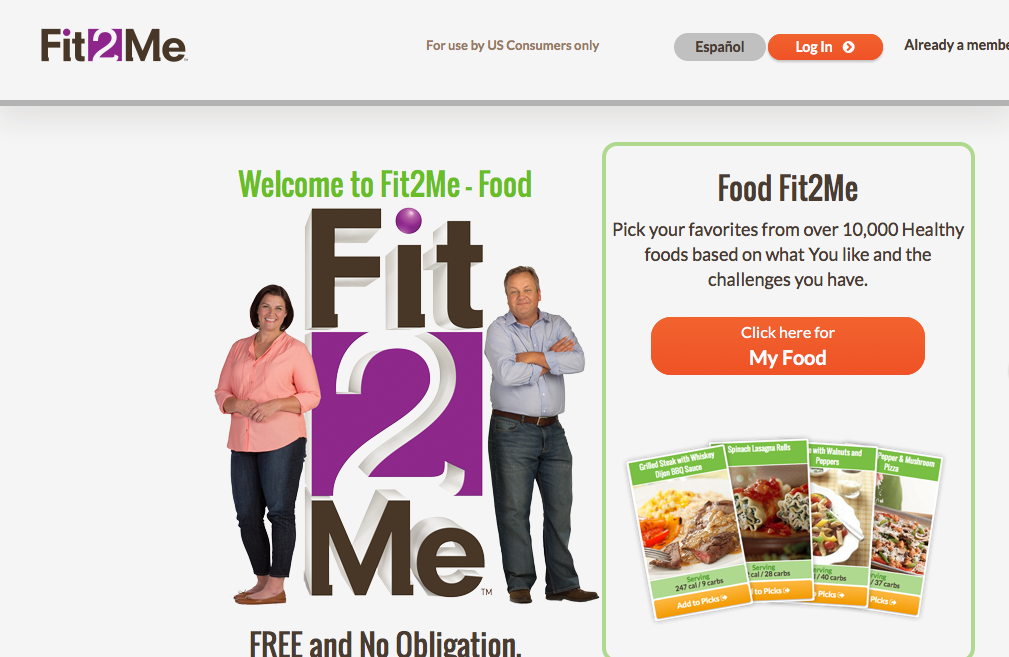 Fit2Me
For use by US Consumers only
Español
Log In
Already a membe
Welcome to Fit2Me - Food
Fit
2
Me
TM
FREE and No Obligation.
Food Fit2Me
Pick your favorites from over 10,000 Healthy
foods based on what You like and the
challenges you have.
Click here for
My Food
Grilled Steak with Whiskey
Dijon BBQ Sauce
Serving
247 cal / 9 carbs
Add to Picks
Spinach Lasagna Rolls
Serving
cal / 28 carbs
to Picks
with Walnuts and
Peppers
rving
/ 40 carbs
Picks
Pepper & Mushroom
Pizza
rving
/ 37 carbs
Picks